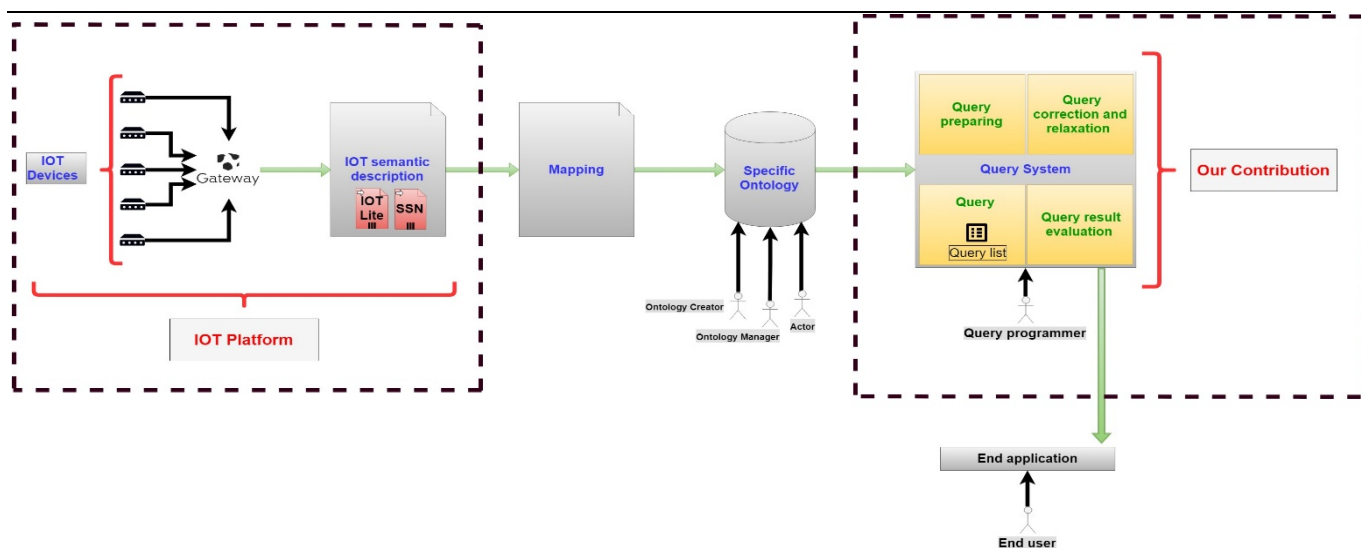 IOT
Devices
Gateway
IOT semantic
description
IOT
Lite
SSN
IOT Platform
Mapping
Specific
Ontology
Ontology Creator
Ontology Manager
Actor
Query
preparing
Query
correction and
relaxation
Query System
Query
Query list
Query result
evaluation
Query programmer
Our Contribution
End application
End user